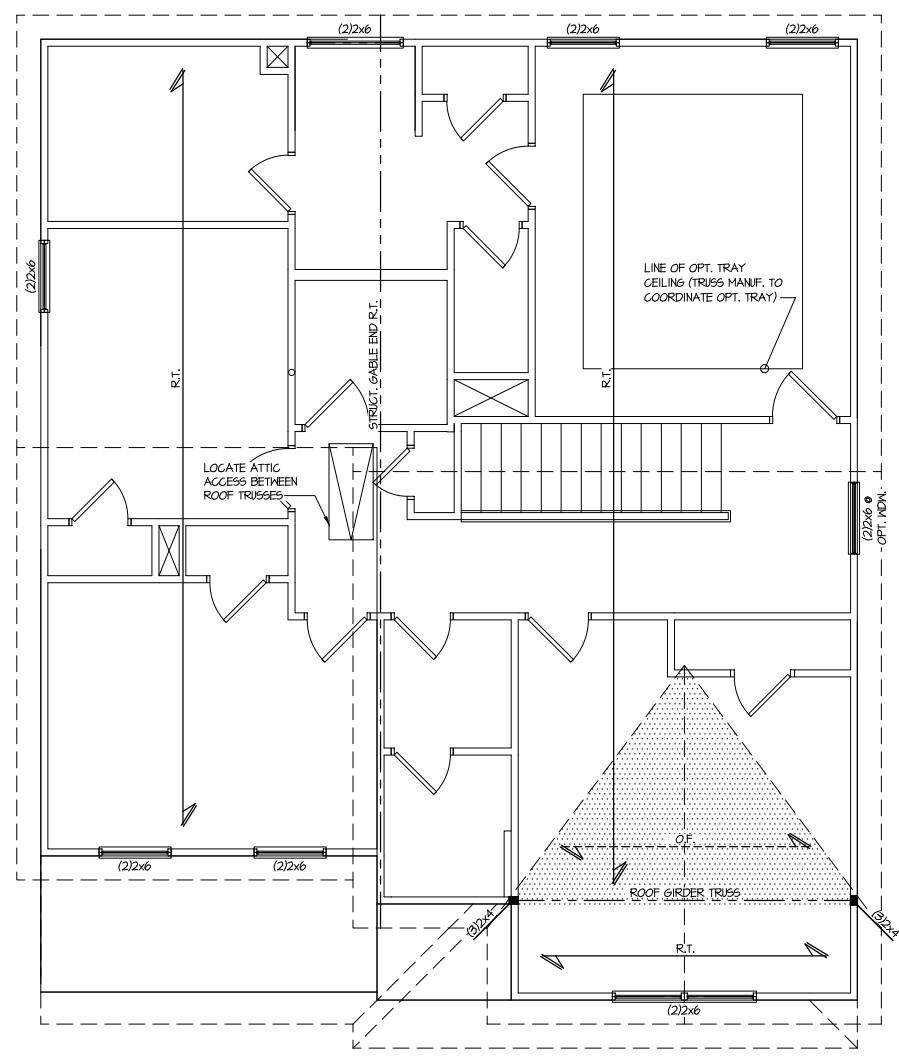 (2)2x6
(2)2x6
(2)2x6
(2)2x6
LINE OF OPT. TRAY
CEILING (TRUSS MANUF. TO
COORDINATE OPT. TRAY)
R.T.
STRUCT. GABLE END R.T.
R.T.
LOCATE ATTIC
ACCESS BETWEEN
ROOF TRUSSES
(2)2x6 @
OPT. WDW.
O.F.
(2)2x6
(2)2x6
ROOF GIRDER TRUSS
(3)2x4
(3)2x4
R.T.
(2)2x6